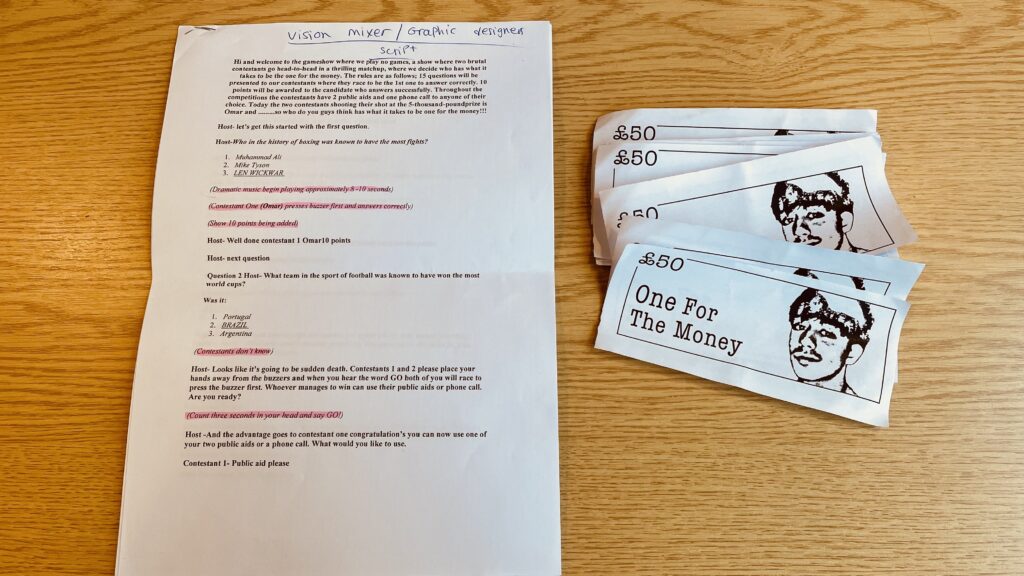 Vision mixer / Graphic designer
script
Hi and welcome to the gameshow where we play no games, a show where two brutal
contestants go head-to-head in a thrilling matchup, where we decide who has what it
takes to be the one for the money. The rules are as follows; 15 questions will be
presented to our contestants where they race to be the 1st one to answer correctly. 10
points will be awarded to the candidate who answers successfully. Throughout the
competitions the contestants have 2 public aids and one phone call to anyone of their
choice. Today the two contestants shooting their shot at the 5-thousand-poundprize is
Omar and ..........so who do you guys think has what it takes to be one for the money!!!
Host- let's get this started with the first question.
Host-Who in the history of boxing was known to have the most fights?
1. Muhammad Ali
2. Mike Tyson
3. LEN WICKWAR
(Dramatic music begin playing approximately 8 -10 seconds)
(Contestant One (Omar) presses buzzer first and answers correctly)
(Show 10 points being added)
Host- Well done contestant 1 Omar10 points
Host- next question
Question 2 Host- What team in the sport of football was known to have won the most
world cups?
Was it:
1. Portugal
2. BRAZIL
3. Argentina
(Contestants don't know)
Host- Looks like it's going to be sudden death. Contestants 1 and 2 please place your
hands away from the buzzers and when you hear the word GO both of you will race to
press the buzzer first. Whoever manages to win can use their public aids or phone call.
Are you ready?
(Count three seconds in your head and say GO!)
Host -And the advantage goes to contestant one congratulation's you can now use one of
your two public aids or a phone call. What would you like to use.
Contestant 1- Public aid please
£50
£50
£50
£50
One For
The Money